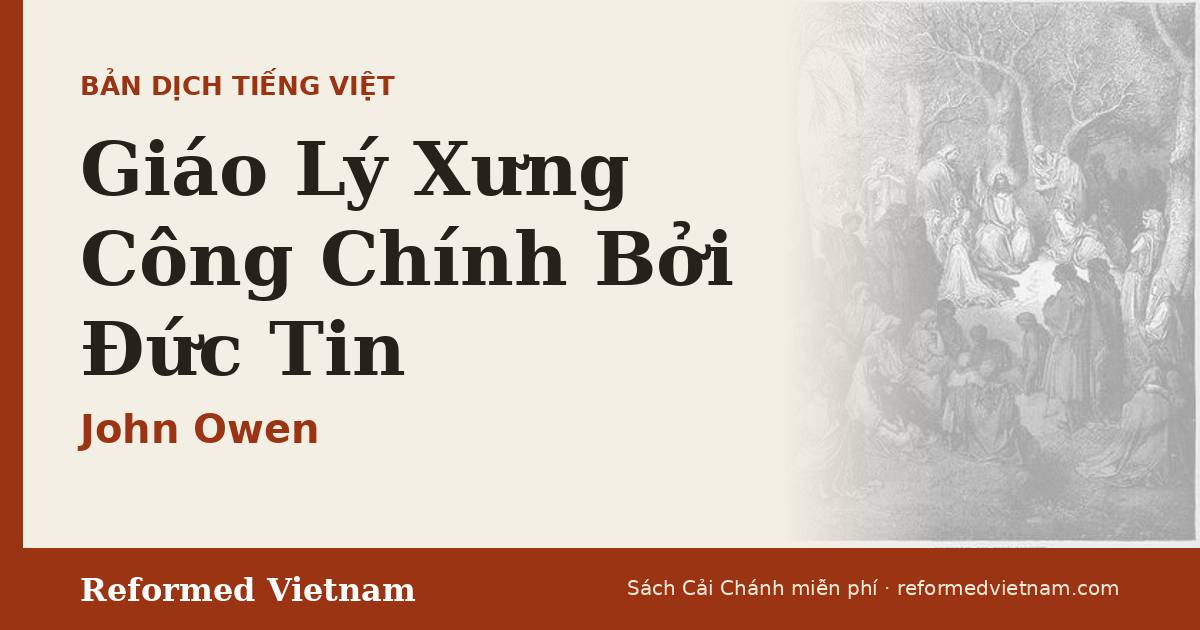 BẢN DỊCH TIẾNG VIỆT
Giáo Lý Xưng
Công Chính Bởi
Đức Tin
John Owen
Reformed Vietnam
Sách Cải Chánh miễn phí · reformedvietnam.com